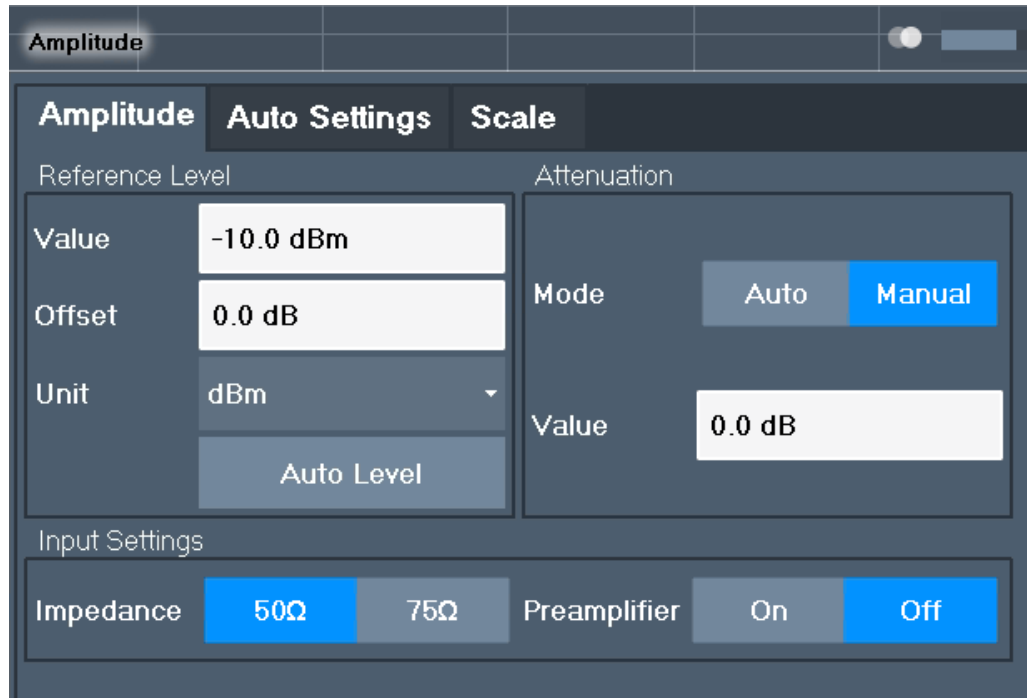 Amplitude
Amplitude Auto Settings Scale
Reference Level
Value -10.0 dBm
Offset 0.0 dB
Unit dBm
Auto Level
Attenuation
Mode Auto Manual
Value 0.0 dB
Input Settings
Impedance 50Ω 75Ω Preamplifier On Off